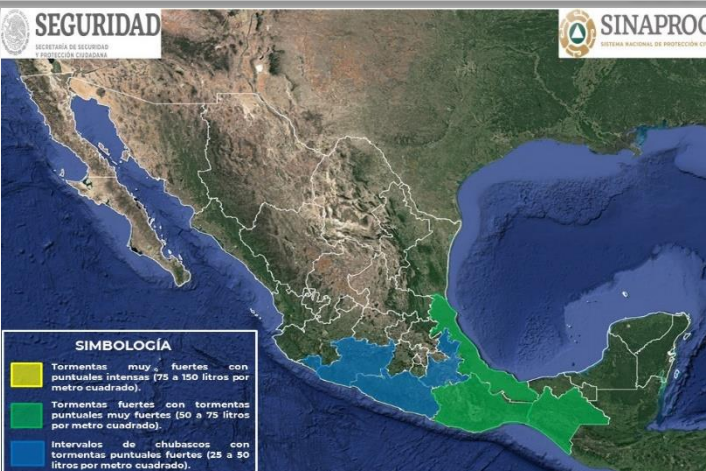 SEGURIDAD
SECRETARÍA DE SEGURIDAD
Y PROTECCIÓN CIUDADANA
SINAPROC
SISTEMA NACIONAL DE PROTECCIÓN
SIMBOLOGÍA
Tormentas muy fuertes con
puntuales intensas (75 a 150 litros por
metro cuadrado).
Tormentas fuertes con tormentas
puntuales muy fuertes (50 a 75 litros
por metro cuadrado).
Intervalos de chubascos con
tormentas puntuales fuertes (25 a 50
litros por metro cuadrado).